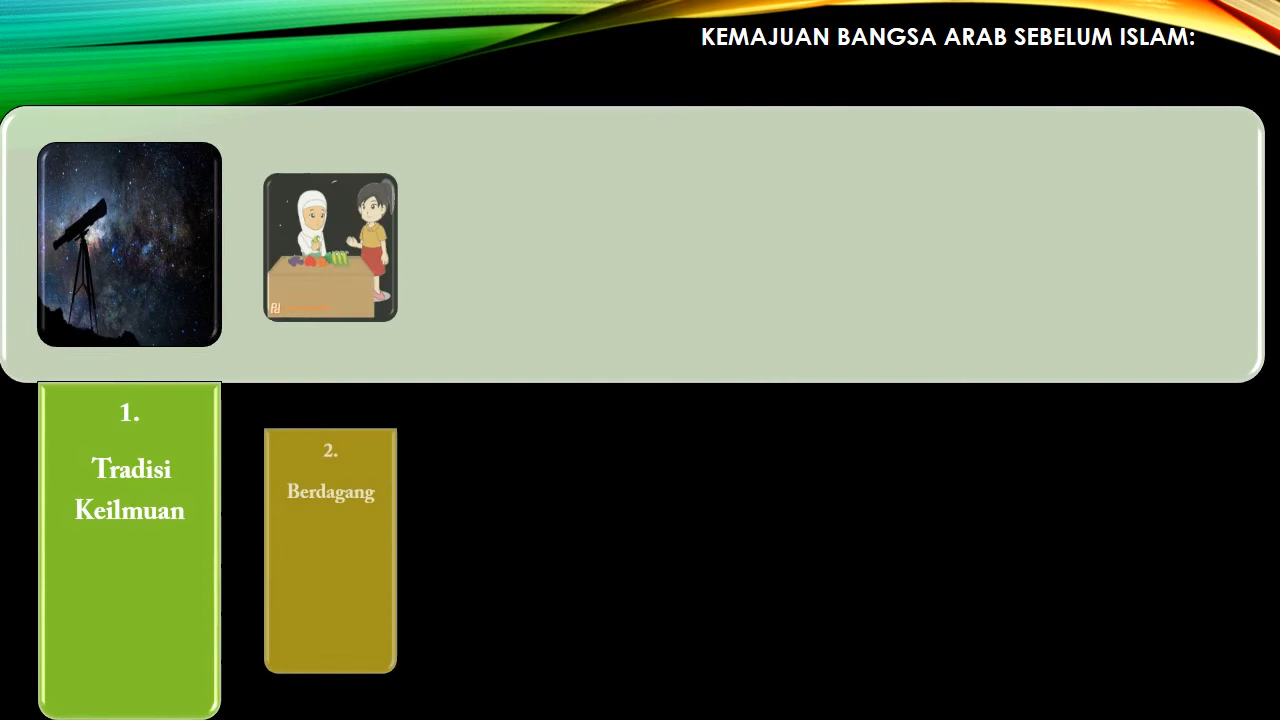 KEMAJUAN BANGSA ARAB SEBELUM ISLAM:
1.
Tradisi
Keilmuan
2.
Berdagang